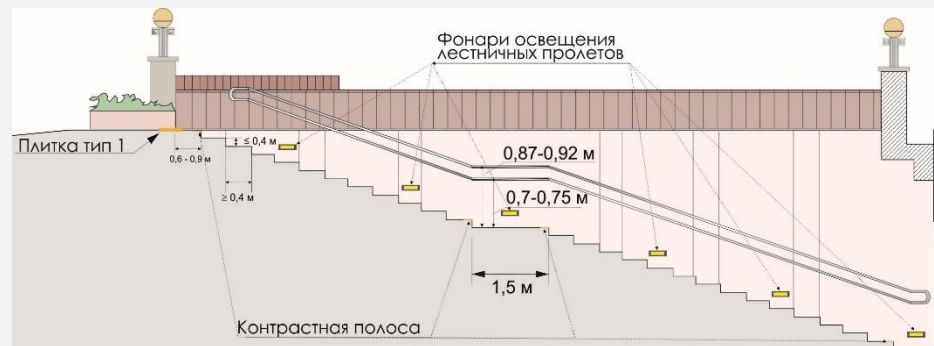 Фонари освещения
лестничных пролетов
Плитка тип 1
0,6 - 0,9 м
≤ 0,4 м
≥ 0,4 м
0,87-0,92 м
0,7-0,75 м
1,5 м
Контрастная полоса